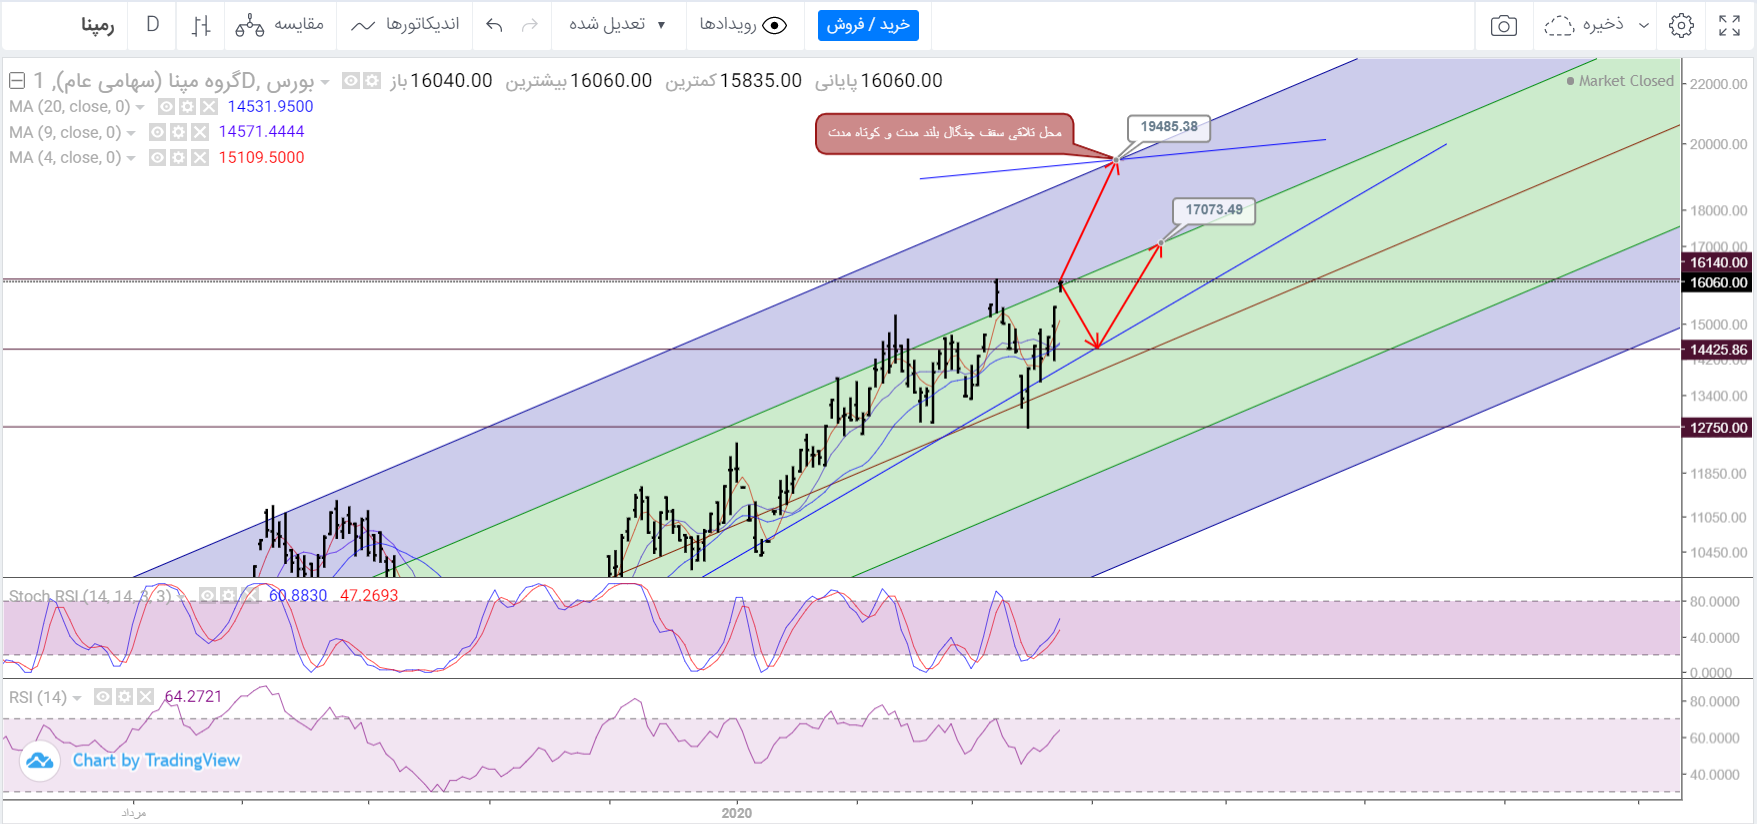 رمپنا
D
مقایسه
اندیکاتورها
تعدیل شده
رویدادها
خرید / فروش
ذخیره
گروه مپنا (سهامی عام), 1D, بورس
باز 16040.00 بیشترین 16060.00 کمترین 15835.00 پایانی 16060.00
Market Closed
MA (20, close, 0) 14531.9500
MA (9, close, 0) 14571.4444
MA (4, close, 0) 15109.5000
محل تلاقی سقف چنگال بلند مدت و کوتاه مدت
19485.38
17073.49
22000.00
20000.00
18000.00
17000.00
16140.00
16060.00
15000.00
14425.86
14200.00
13400.00
12750.00
11850.00
11050.00
10450.00
Stoch RSI (14, 14, 3, 3) 60.8830 47.2693
80.0000
40.0000
0.0000
RSI (14) 64.2721
80.0000
60.0000
40.0000
Chart by TradingView
مرداد
2020